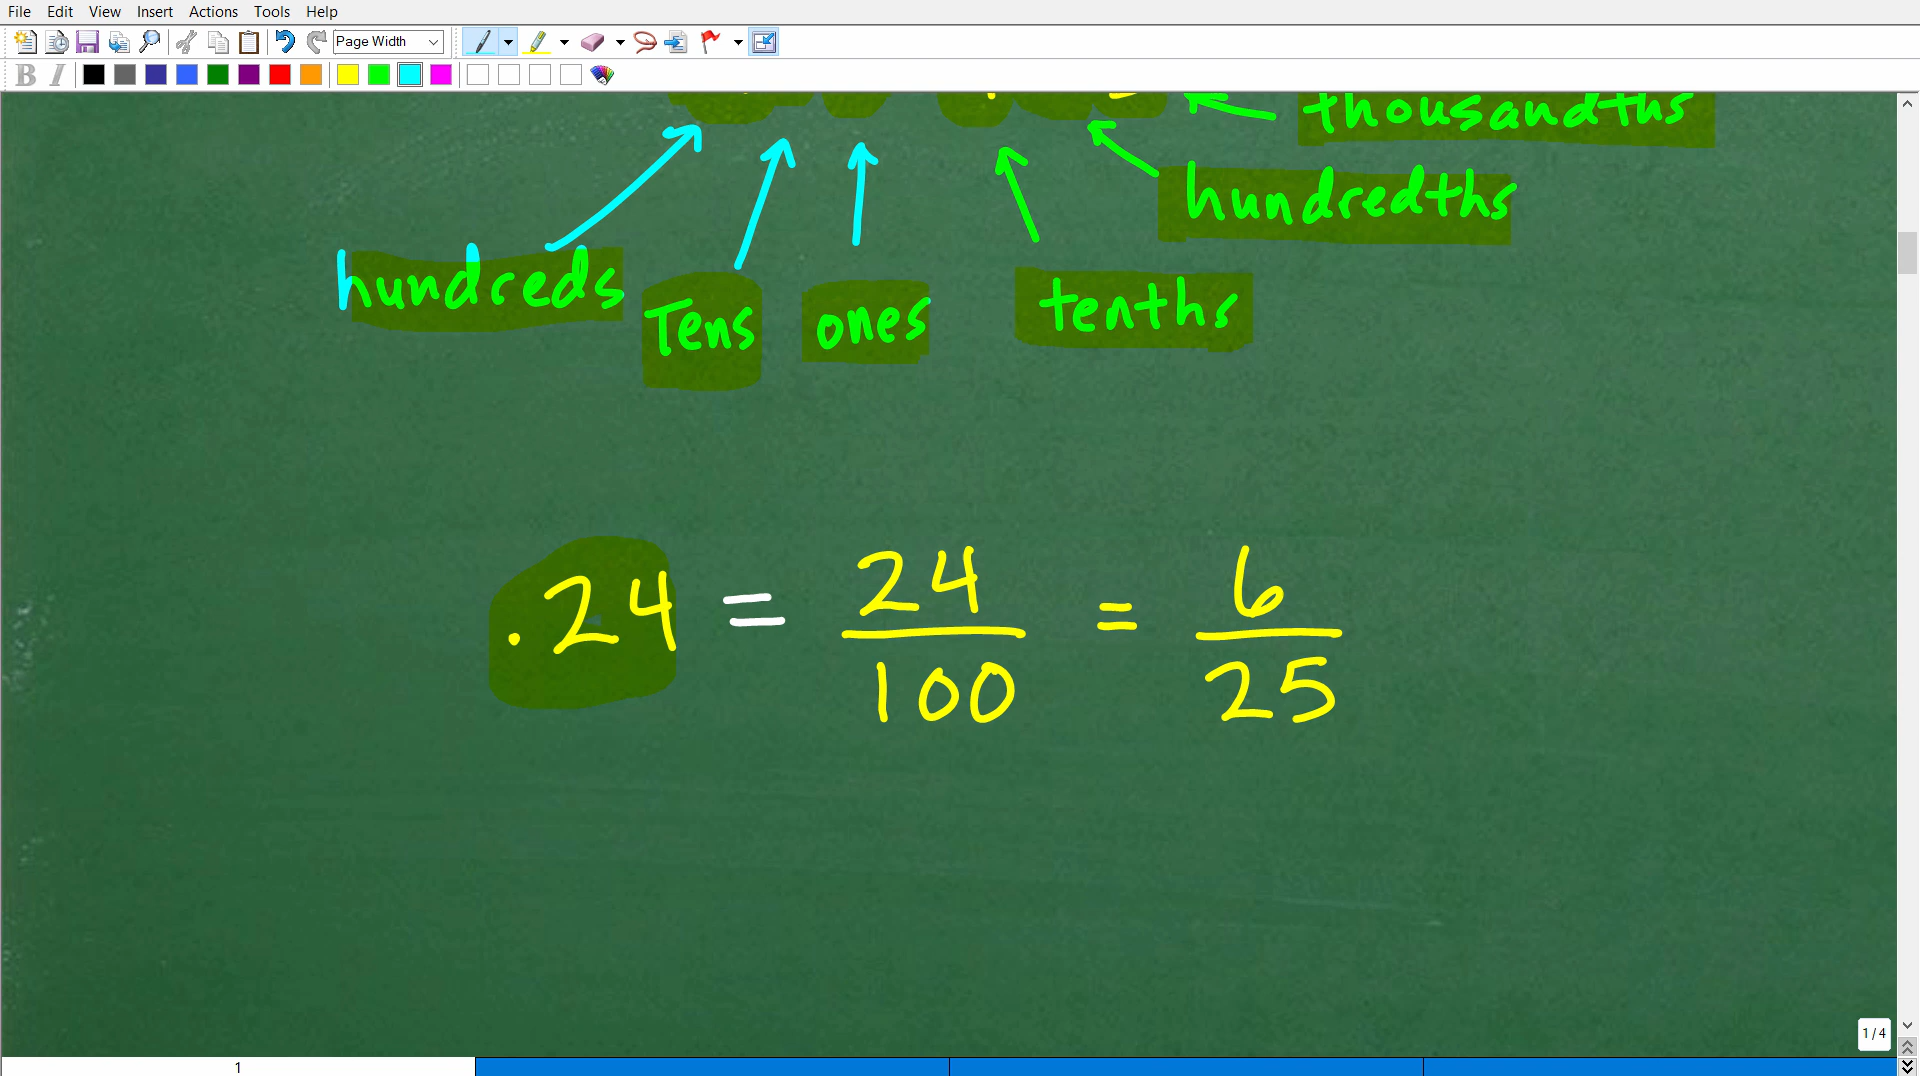 File Edit View Insert Actions Tools Help
Page Width
B I
thousandths
hundredths
hundreds Tens ones tenths
.24 = 24/100 = 6/25
1/4
1